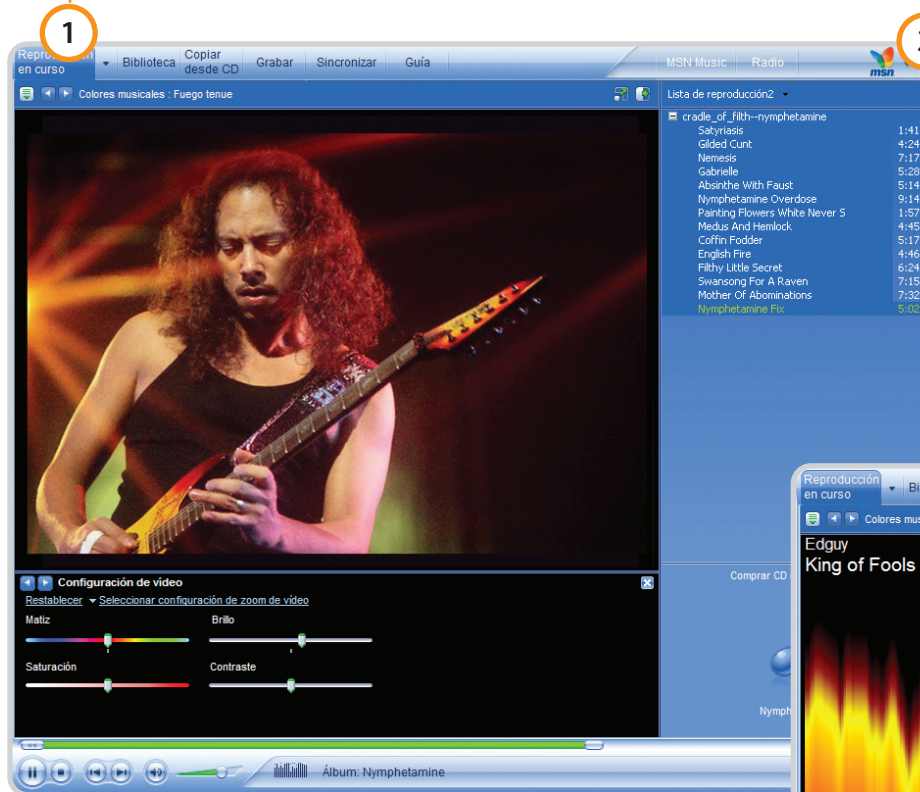 1
Reproducción
en curso
Biblioteca
Copiar
desde CD
Grabar
Sincronizar
Guía
MSN Music
Radio
msn
Colores musicales : Fuego tenue
Lista de reproducción2
cradle_of_filth--nymphetamine
Satyriasis 1:41
Gilded Cunt 4:24
Nemesis 7:17
Gabrielle 5:28
Absinthe With Faust 5:14
Nymphetamine Overdose 9:14
Painting Flowers White Never S 1:57
Medus And Hemlock 4:45
Coffin Fodder 5:17
English Fire 4:46
Filthy Little Secret 6:24
Swansong For A Raven 7:15
Mother Of Abominations 7:32
Nymphetamine Fix 5:02
Configuración de vídeo
Restablecer Seleccionar configuración de zoom de vídeo
Matiz
Brillo
Saturación
Contraste
Comprar CD
Nymph
Álbum: Nymphetamine
Reproducción
en curso
Bi
Colores mus
Edguy
King of Fools